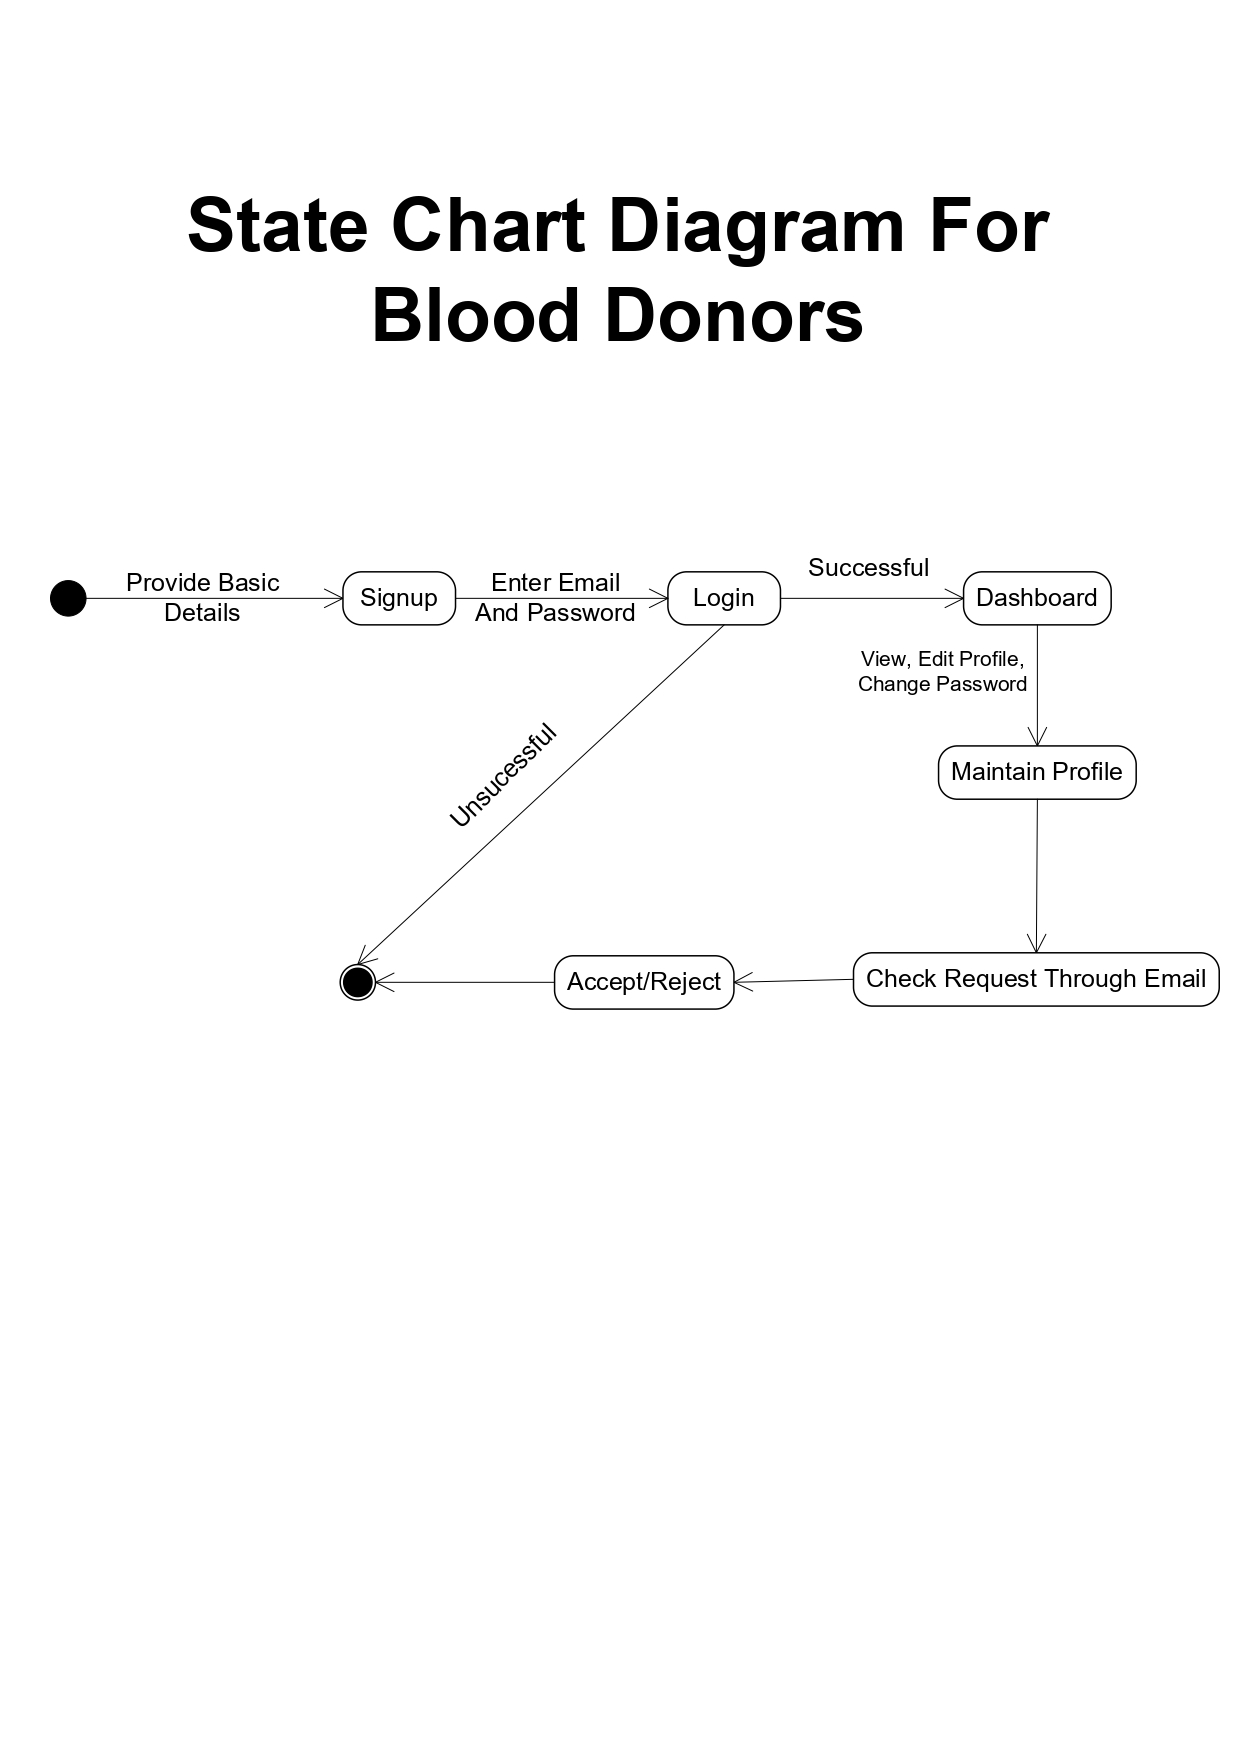 State Chart Diagram For
Blood Donors
Provide Basic
Details
Signup
Enter Email
And Password
Login
Successful
Dashboard
View, Edit Profile,
Change Password
Unsucessful
Maintain Profile
Accept/Reject
Check Request Through Email